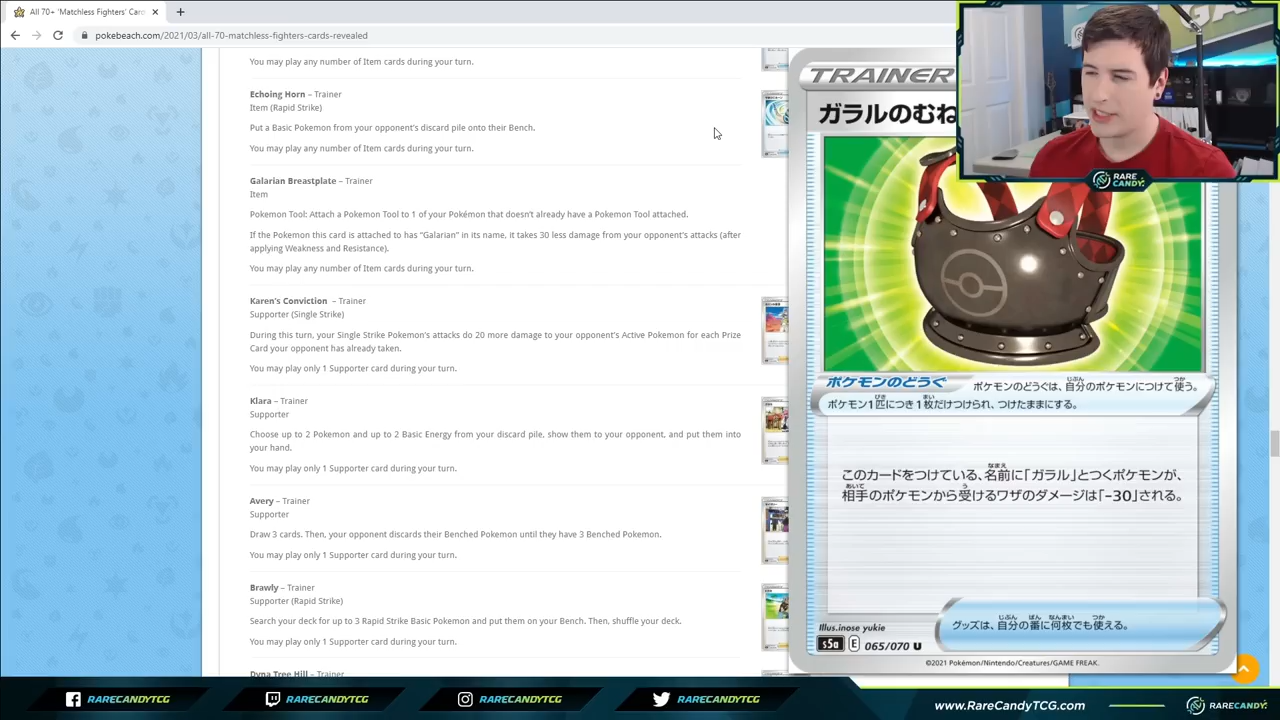 All 70+ 'Matchless Fighters' Car
pokebeach.com/2021/03/all-70-matchless-fighters-cards-revealed
You may play any number of Item cards during your turn.
Echoing Horn – Trainer
Item (Rapid Strike)
Put a Basic Pokemon from your opponent's discard pile onto their Bench.
You may play any number of Item cards during your turn.
Galarian Breastplate – Trainer
Item
Pokemon Tool: Attach a Pokemon Tool to 1 of your Pokémon that doesn't already have a Pokemon Tool attached.
If the Pokemon this card is attached to has "Galarian" in its name, it takes 30 less damage from your opponent's attacks (after
applying Weakness and Resistance).
You may play any number of Item cards during your turn.
Karen's Conviction – Trainer
Supporter (Single Strike)
During this turn, your Single Strike Pokemon's attacks do 20 more damage to your opponent's Active Pokemon for each Prize
Card your opponent has already taken.
You may play only 1 Supporter card during your turn.
Klara – Trainer
Supporter
Choose up to 2 Pokemon and up to 2 Basic Energy from your discard pile, show them to your opponent, and put them into
your hand.
You may play only 1 Supporter card during your turn.
Avery – Trainer
Supporter
Draw 3 cards. Then, your opponent discards their Benched Pokemon until they have 3 Benched Pokemon.
You may play only 1 Supporter card during your turn.
Brawly – Trainer
Supporter (Rapid Strike)
Search your deck for up to 3 Rapid Strike Basic Pokemon and put them on your Bench. Then, shuffle your deck.
You may play only 1 Supporter card during your turn.
Dyna Tree Hill – Trainer
TRAINER
ガラルのむね
ポケモンのどうぐ
ポケモンのどうぐは、自分のポケモンにつけて使う。
ポケモン1匹につき1枚だけつけられ、つけたままにする。
このカードをつけている、名前に「ガラル」とつくポケモンが、
相手のポケモンから受けるワザのダメージは「-30」される。
グッズは、自分の番に何枚でも使える。
Illus.inose yukie
s5a E 065/070 U
©2021 Pokémon/Nintendo/Creatures/GAME FREAK.
RARE CANDY
RARECANDYTCG
RARECANDYTCG
RARECANDYTCG
RARECANDYTCG
www.RareCandyTCG.com
RARECANDY